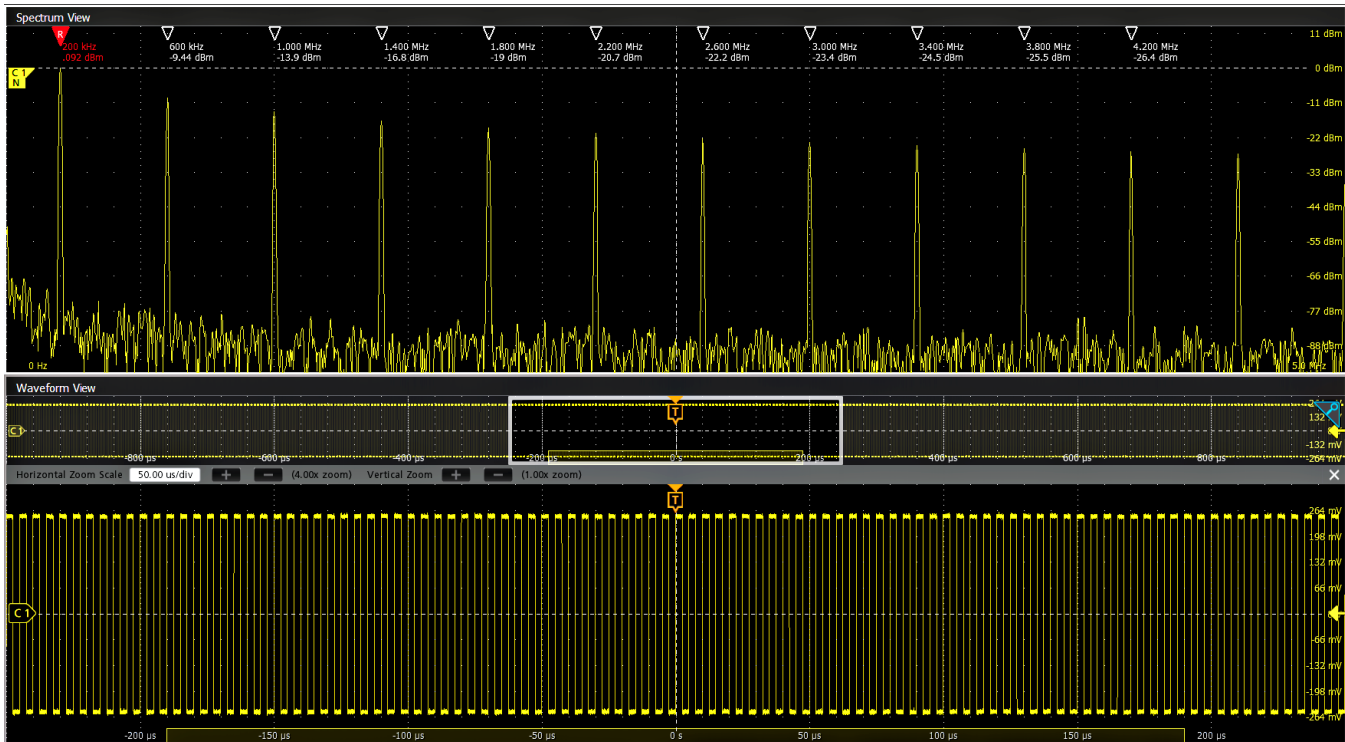 Spectrum View
R
200 kHz 600 kHz 1.000 MHz 1.400 MHz 1.800 MHz 2.200 MHz 2.600 MHz 3.000 MHz 3.400 MHz 3.800 MHz 4.200 MHz
.092 dBm -9.44 dBm -13.9 dBm -16.8 dBm -19 dBm -20.7 dBm -22.2 dBm -23.4 dBm -24.5 dBm -25.5 dBm -26.4 dBm
11 dBm
C 1
N
0 dBm
-11 dBm
-22 dBm
-33 dBm
-44 dBm
-55 dBm
-66 dBm
-77 dBm
-88 dBm
0 Hz 5.0 MHz
Waveform View
T
132
C1
-132 mV
-264 mV
-800 µs -600 µs -400 µs -200 µs 0 s 200 µs 400 µs 600 µs 800 µs
Horizontal Zoom Scale 50.00 us/div + − (4.00x zoom) Vertical Zoom + − (1.00x zoom)
T
264 mV
198 mV
132 mV
66 mV
C 1
-66 mV
-132 mV
-198 mV
-264 mV
-200 µs -150 µs -100 µs -50 µs 0 s 50 µs 100 µs 150 µs 200 µs